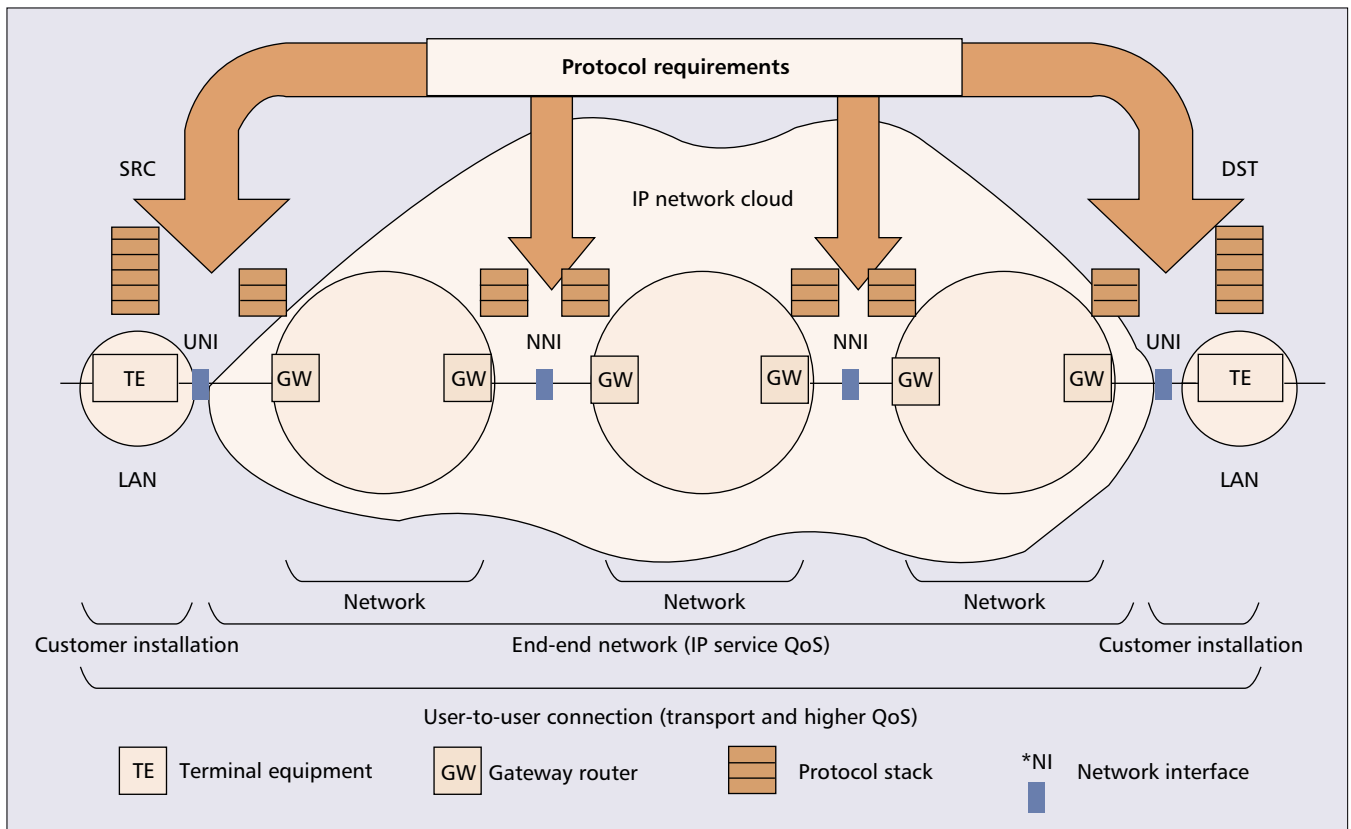 Protocol requirements
SRC
DST
IP network cloud
UNI
NNI
NNI
UNI
TE
GW
GW
GW
GW
GW
GW
TE
LAN
LAN
Network
Network
Network
Customer installation
End-end network (IP service QoS)
Customer installation
User-to-user connection (transport and higher QoS)
TE
Terminal equipment
GW
Gateway router
Protocol stack
*NI
Network interface